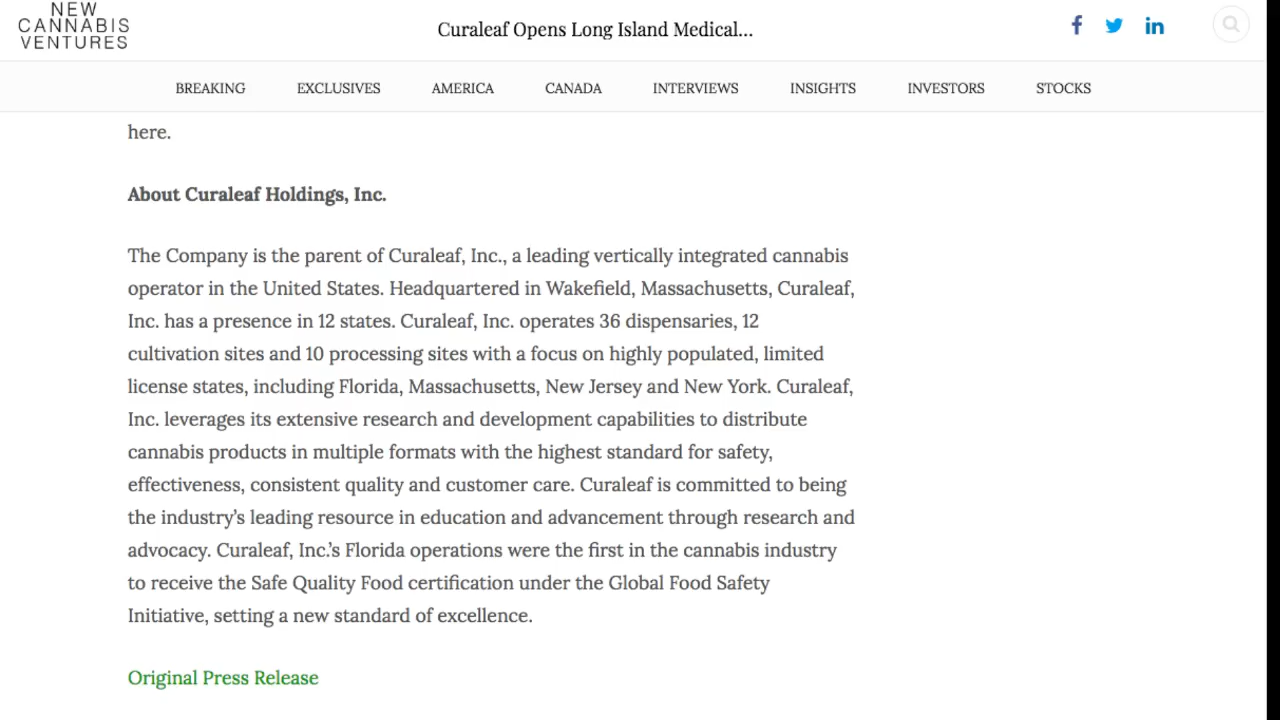 NEW
CANNABIS
VENTURES
Curaleaf Opens Long Island Medical...
BREAKING EXCLUSIVES AMERICA CANADA INTERVIEWS INSIGHTS INVESTORS STOCKS
here.
About Curaleaf Holdings, Inc.
The Company is the parent of Curaleaf, Inc., a leading vertically integrated cannabis
operator in the United States. Headquartered in Wakefield, Massachusetts, Curaleaf,
Inc. has a presence in 12 states. Curaleaf, Inc. operates 36 dispensaries, 12
cultivation sites and 10 processing sites with a focus on highly populated, limited
license states, including Florida, Massachusetts, New Jersey and New York. Curaleaf,
Inc. leverages its extensive research and development capabilities to distribute
cannabis products in multiple formats with the highest standard for safety,
effectiveness, consistent quality and customer care. Curaleaf is committed to being
the industry’s leading resource in education and advancement through research and
advocacy. Curaleaf, Inc.’s Florida operations were the first in the cannabis industry
to receive the Safe Quality Food certification under the Global Food Safety
Initiative, setting a new standard of excellence.
Original Press Release